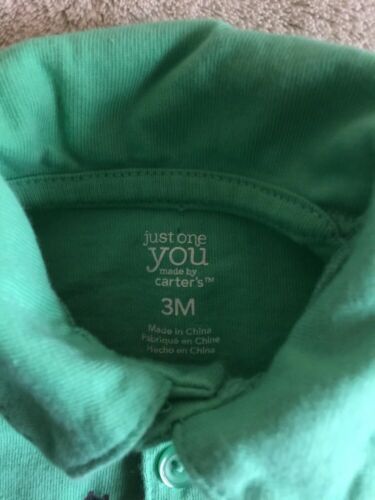 just one
you
made by
carter's™
3M
Made in China
Fabriqué en Chine
Hecho en China